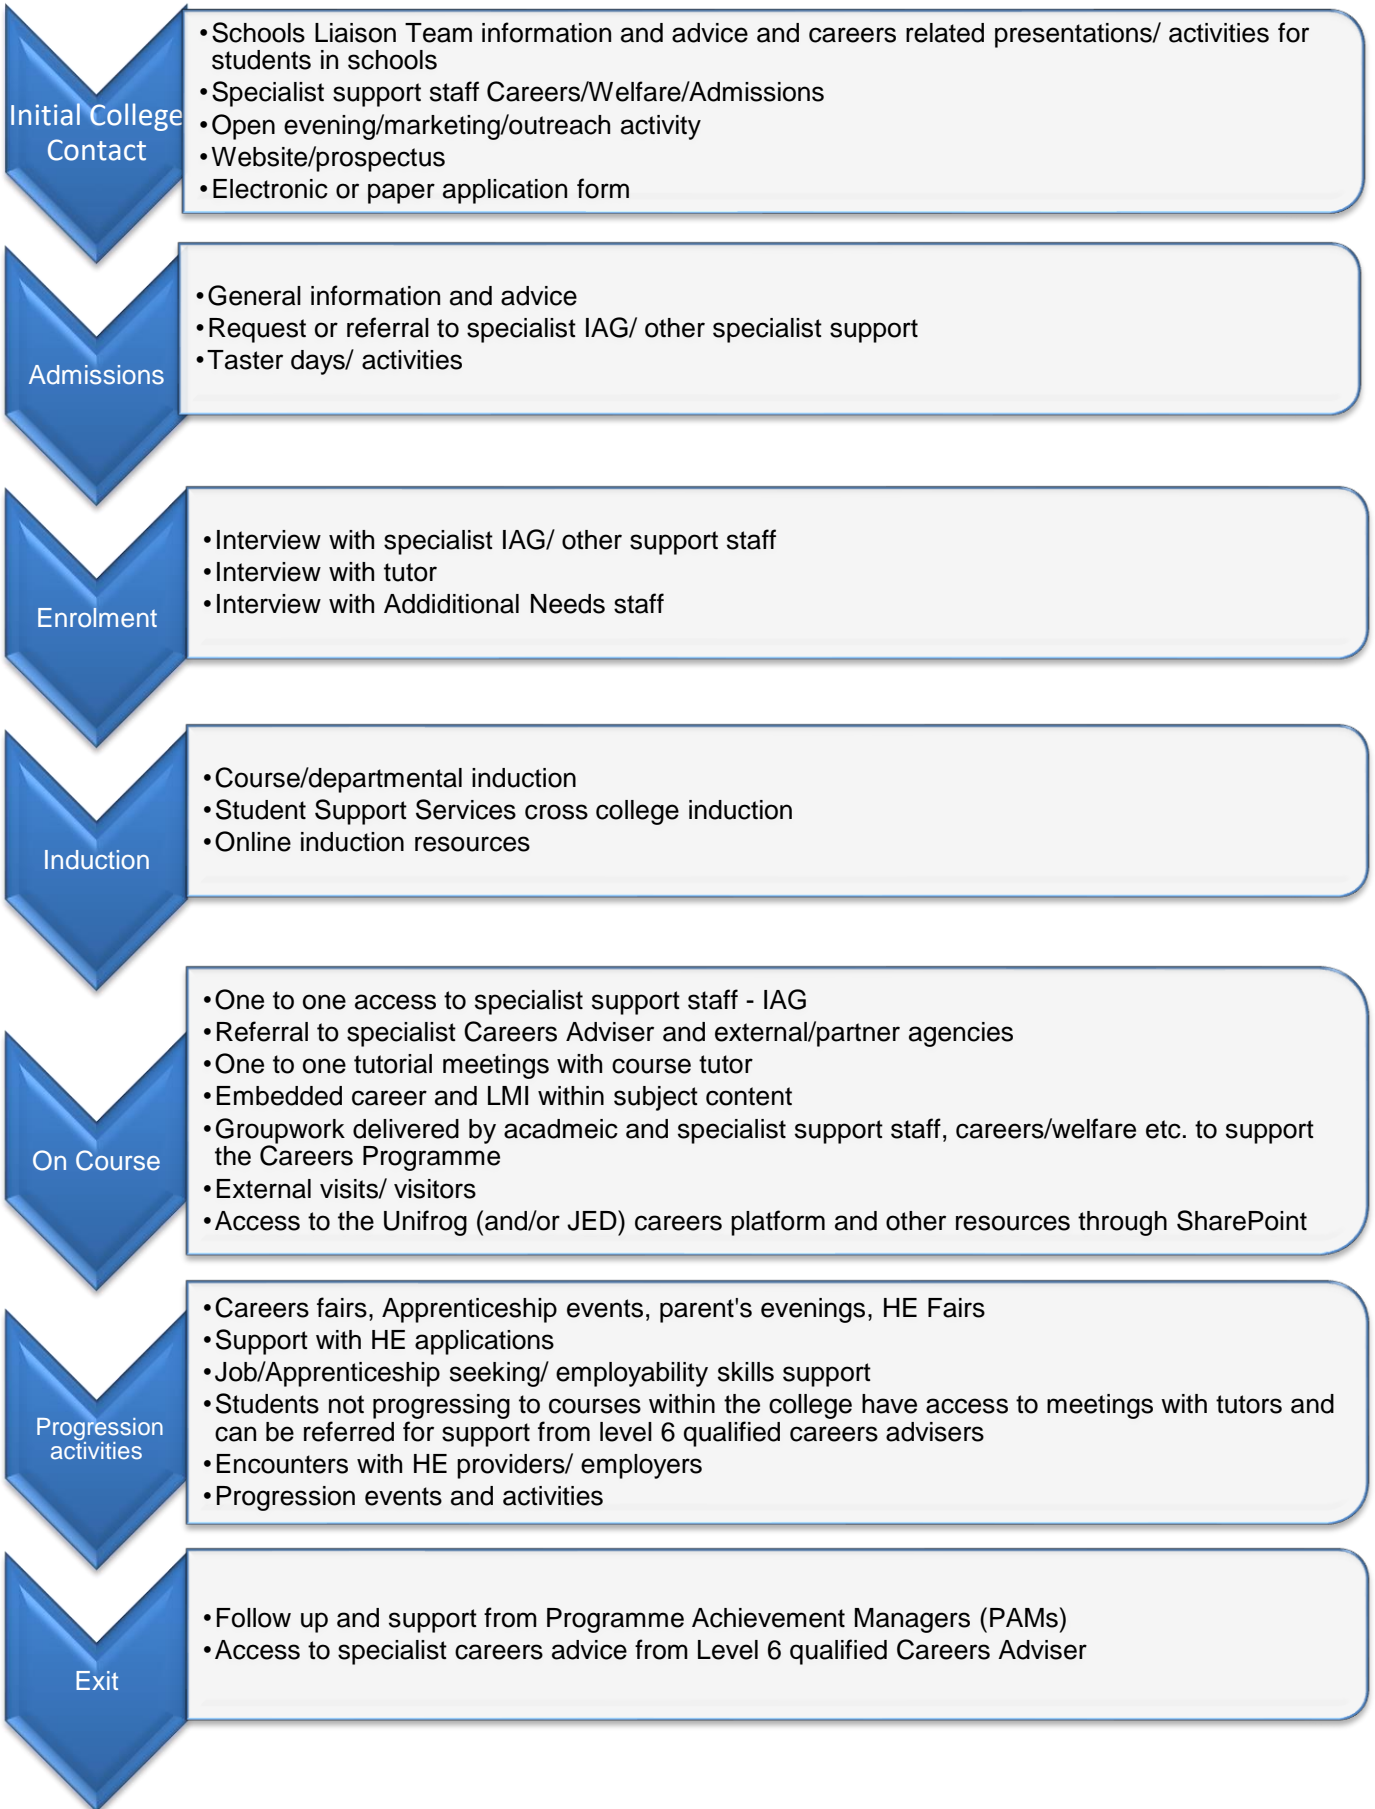 Initial College
Contact
•Schools Liaison Team information and advice and careers related presentations/ activities for
students in schools
•Specialist support staff Careers/Welfare/Admissions
•Open evening/marketing/outreach activity
•Website/prospectus
•Electronic or paper application form
Admissions
•General information and advice
•Request or referral to specialist IAG/ other specialist support
•Taster days/ activities
Enrolment
•Interview with specialist IAG/ other support staff
•Interview with tutor
•Interview with Addiditional Needs staff
Induction
•Course/departmental induction
•Student Support Services cross college induction
•Online induction resources
On Course
•One to one access to specialist support staff - IAG
•Referral to specialist Careers Adviser and external/partner agencies
•One to one tutorial meetings with course tutor
•Embedded career and LMI within subject content
•Groupwork delivered by acadmeic and specialist support staff, careers/welfare etc. to support
the Careers Programme
•External visits/ visitors
•Access to the Unifrog (and/or JED) careers platform and other resources through SharePoint
Progression
activities
•Careers fairs, Apprenticeship events, parent's evenings, HE Fairs
•Support with HE applications
•Job/Apprenticeship seeking/ employability skills support
•Students not progressing to courses within the college have access to meetings with tutors and
can be referred for support from level 6 qualified careers advisers
•Encounters with HE providers/ employers
•Progression events and activities
Exit
•Follow up and support from Programme Achievement Managers (PAMs)
•Access to specialist careers advice from Level 6 qualified Careers Adviser